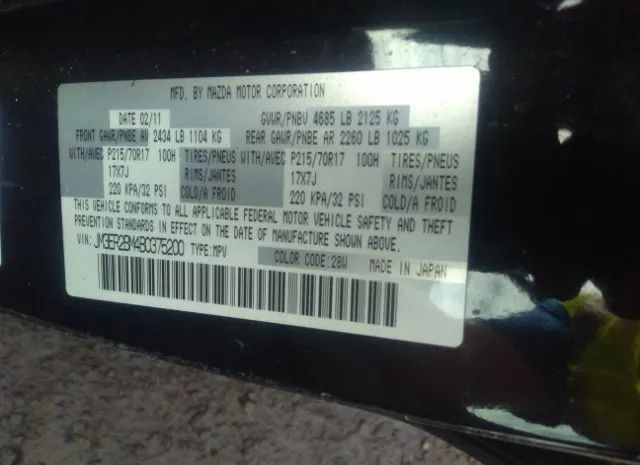 MFD. BY MAZDA MOTOR CORPORATION
DATE 02/11 GVWR/PNBV 4685 LB 2125 KG
FRONT GAWR/PNBE AV 2434 LB 1104 KG REAR GAWR/PNBE AR 2260 LB 1025 KG
WITH/AVEC P215/70R17 100H TIRES/PNEUS WITH/AVEC P215/70R17 100H TIRES/PNEUS
17X7J RIMS/JANTES 17X7J RIMS/JANTES
220 KPA/32 PSI COLD/A FROID 220 KPA/32 PSI COLD/A FROID
THIS VEHICLE CONFORMS TO ALL APPLICABLE FEDERAL MOTOR VEHICLE SAFETY AND THEFT
PREVENTION STANDARDS IN EFFECT ON THE DATE OF MANUFACTURE SHOWN ABOVE.
VIN: JM3ER2BM4B0375200 TYPE:MPV COLOR CODE:28W MADE IN JAPAN